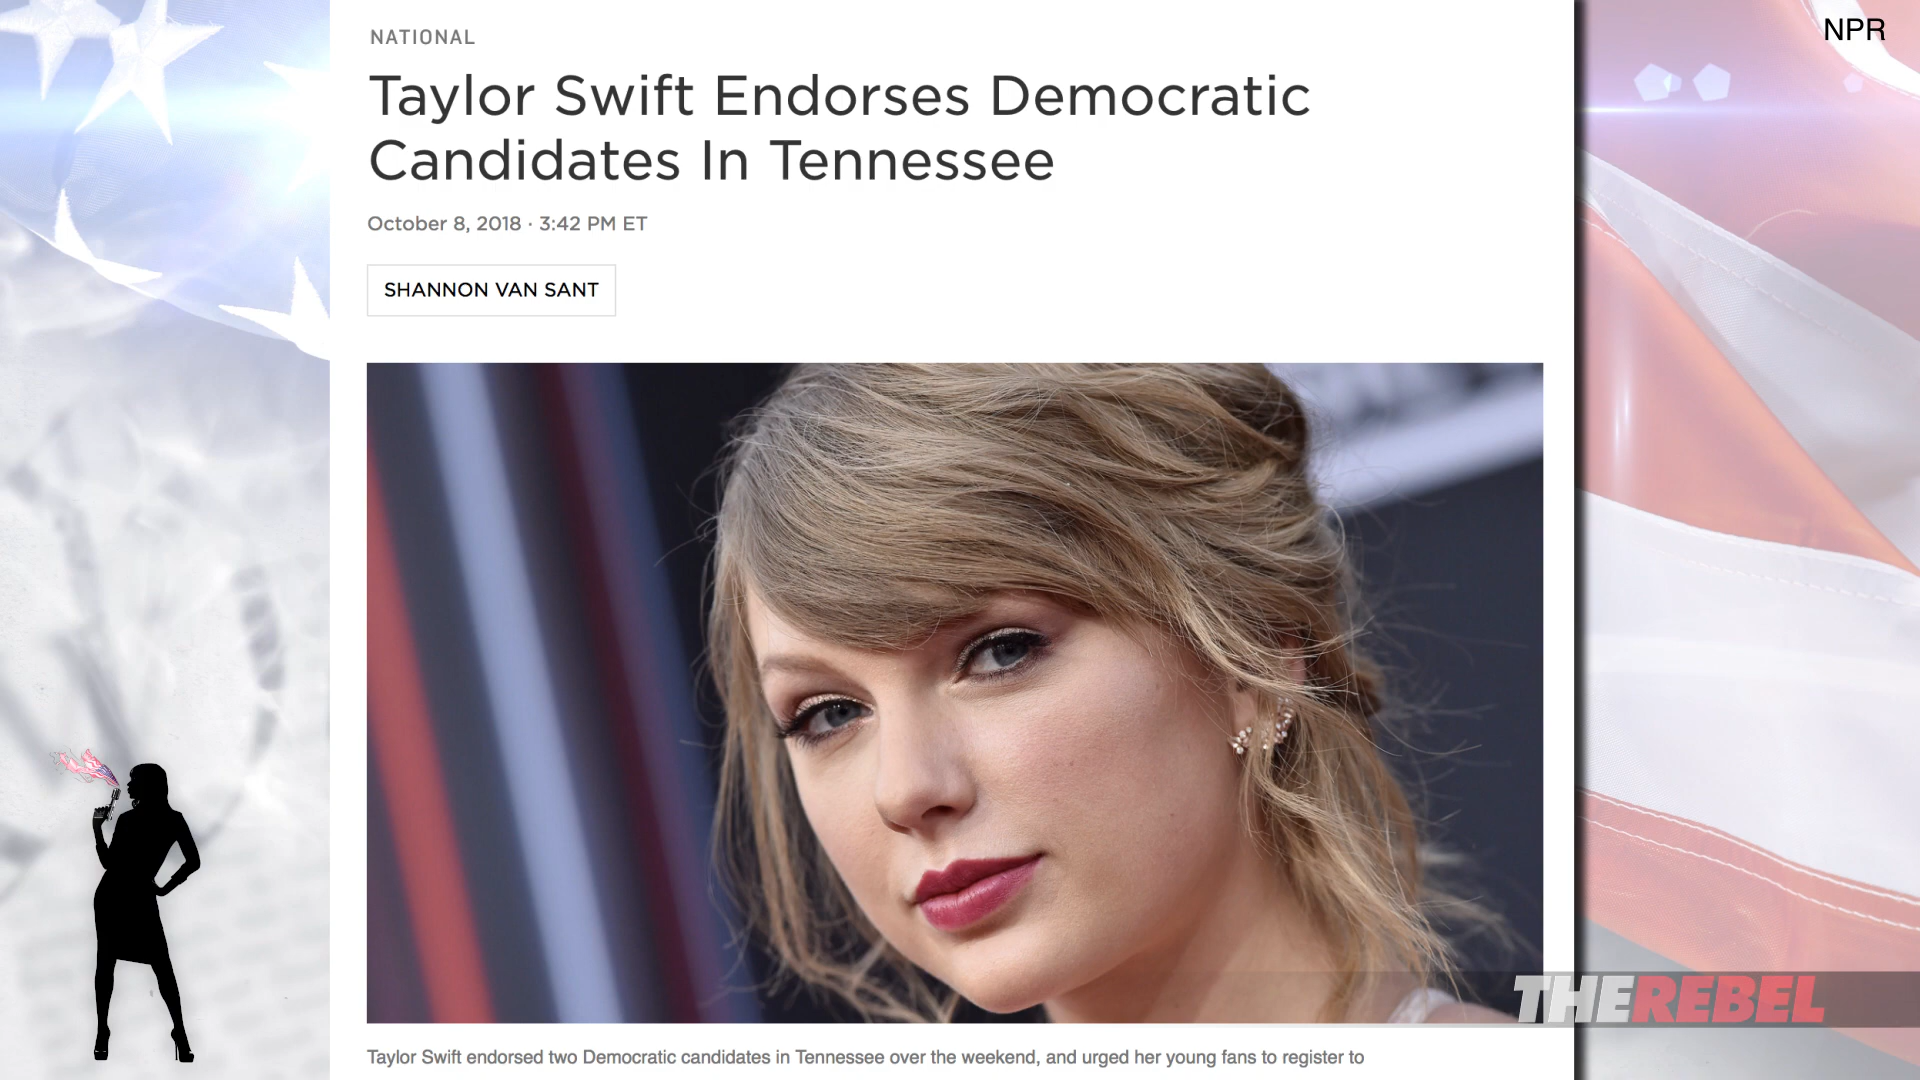 NATIONAL
NPR
Taylor Swift Endorses Democratic
Candidates In Tennessee
October 8, 2018 · 3:42 PM ET
SHANNON VAN SANT
THEREBEL
Taylor Swift endorsed two Democratic candidates in Tennessee over the weekend, and urged her young fans to register to